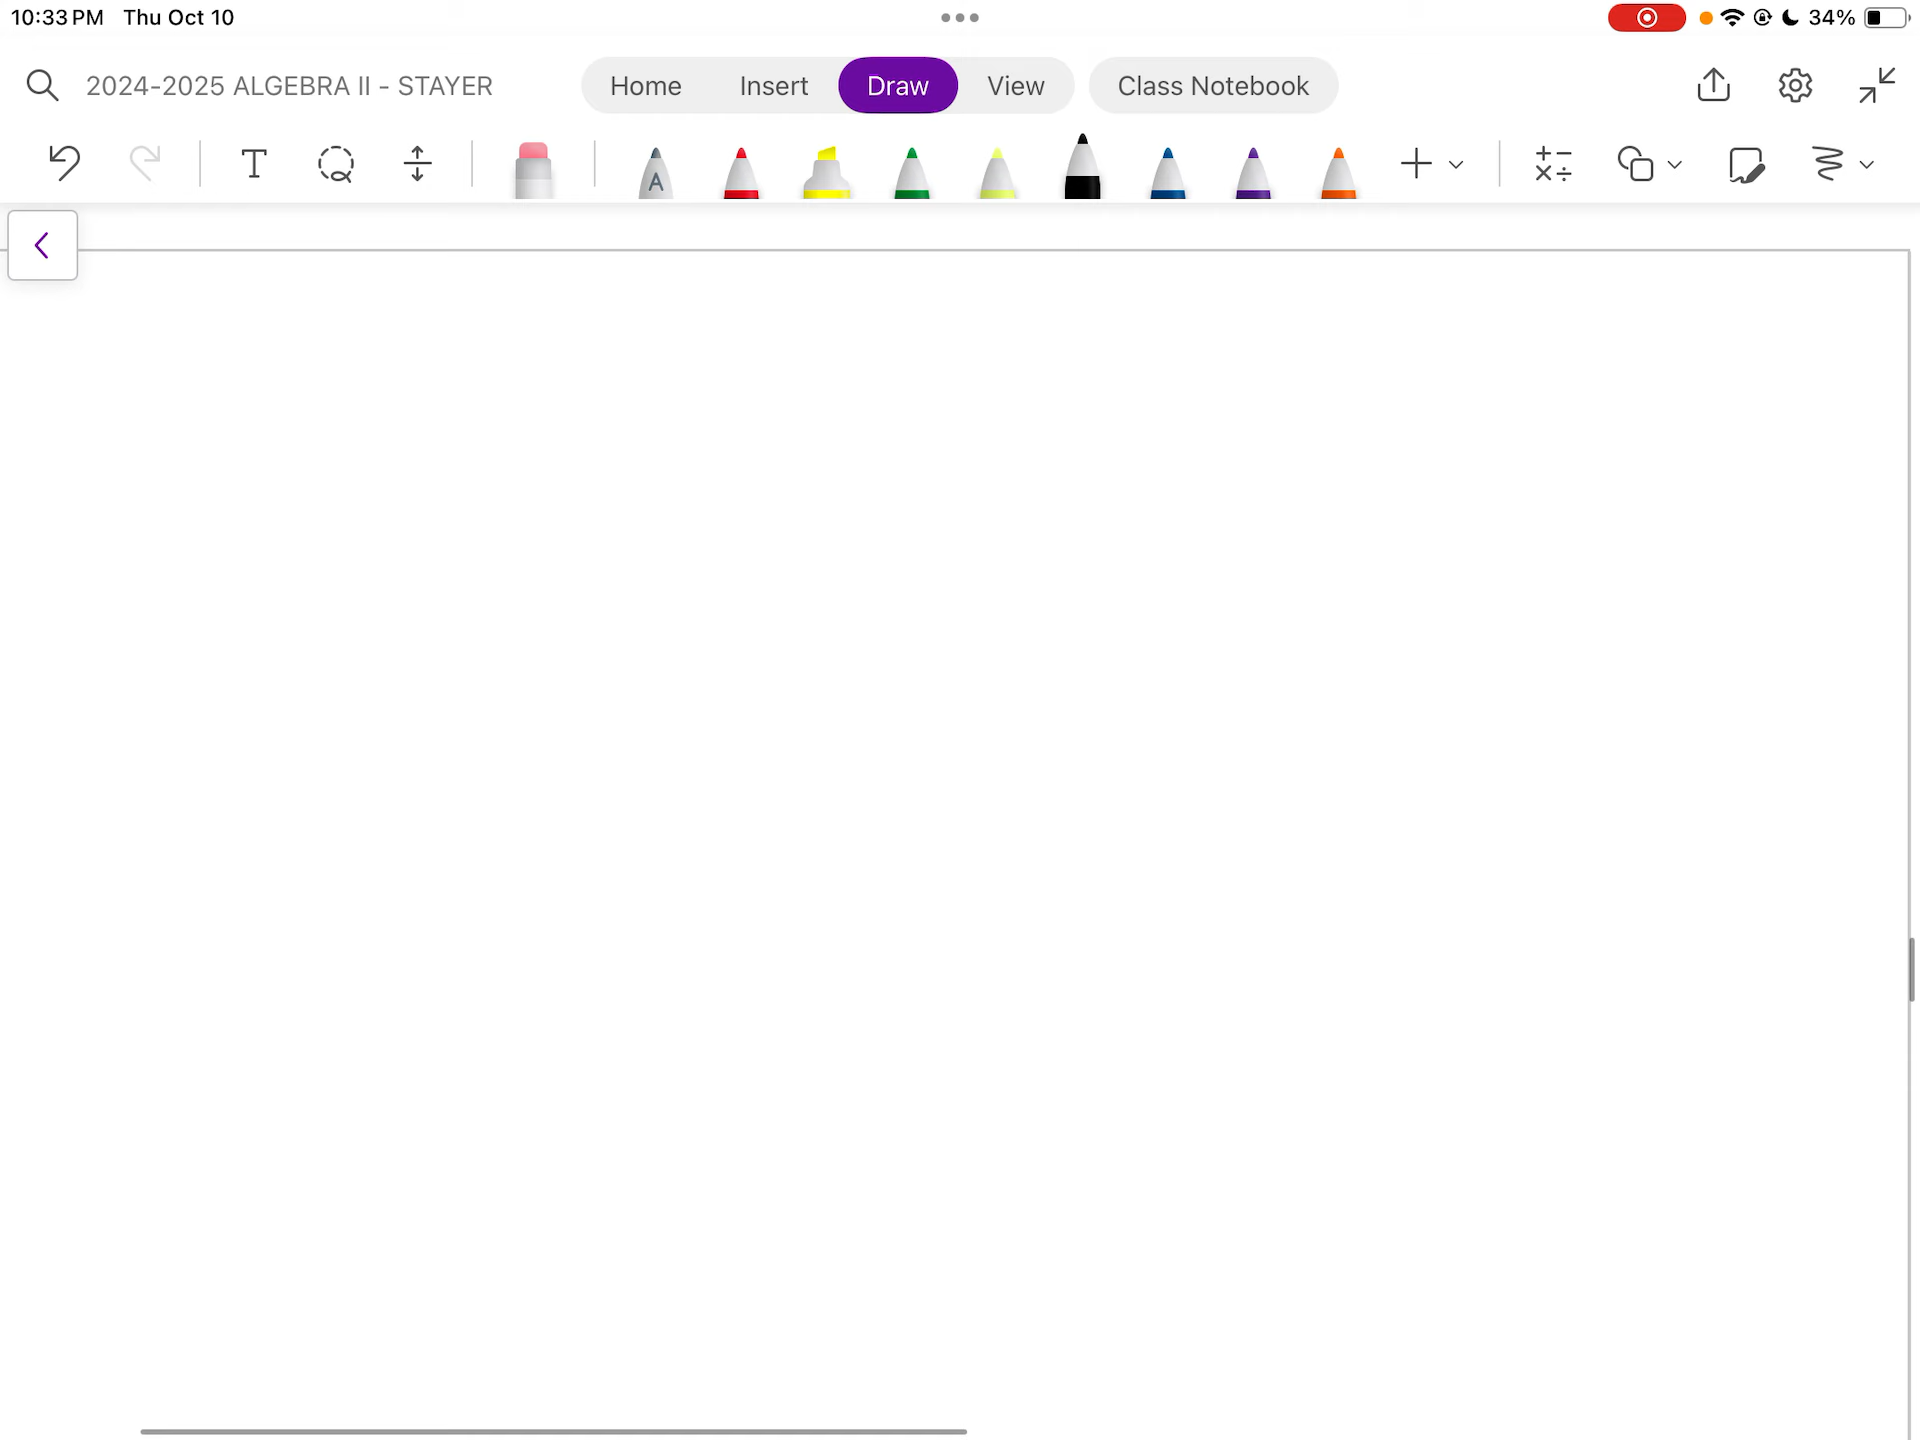 10:33 PM Thu Oct 10
34%
2024-2025 ALGEBRA II - STAYER
Home Insert Draw View Class Notebook
T
A